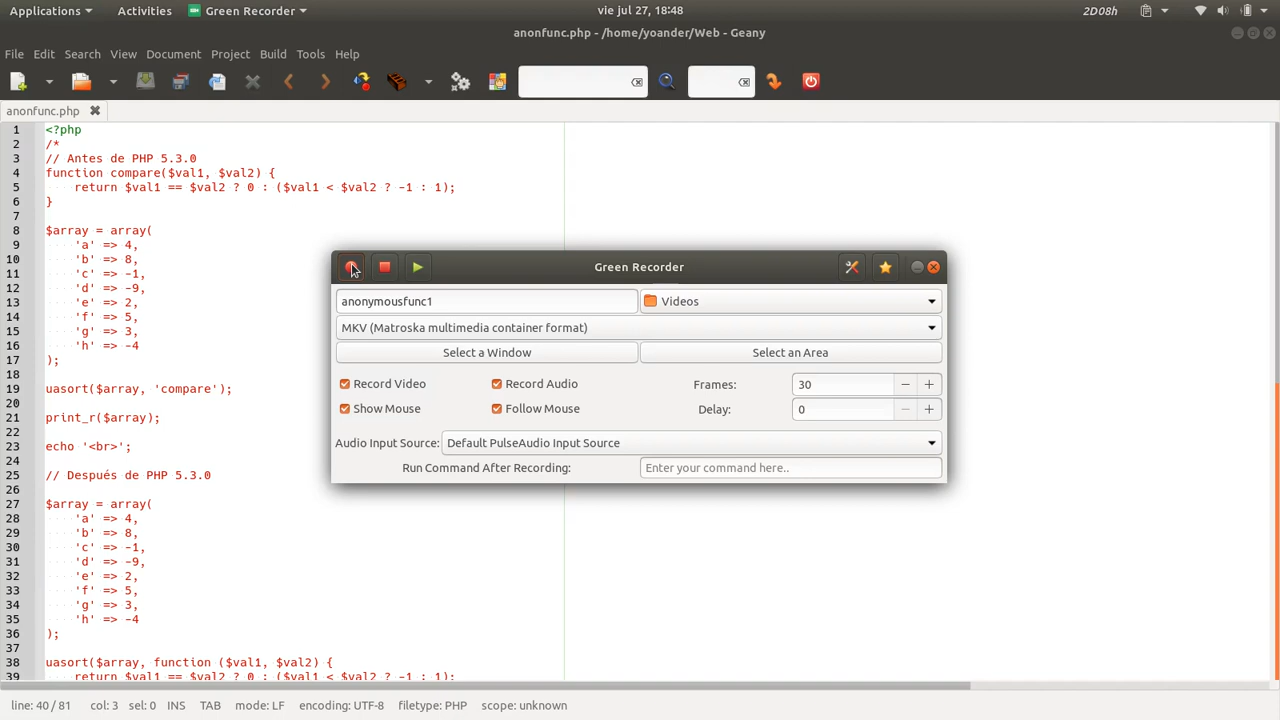 Applications Activities Green Recorder vie jul 27, 18:48 2D08h
anonfunc.php - /home/yoander/Web - Geany
File Edit Search View Document Project Build Tools Help
anonfunc.php
1 <?php
2 /*
3 // Antes de PHP 5.3.0
4 function compare($val1, $val2) {
5 return $val1 == $val2 ? 0 : ($val1 < $val2 ? -1 : 1);
6 }
7
8 $array = array(
9 'a' => 4,
10 'b' => 8,
11 'c' => -1,
12 'd' => -9,
13 'e' => 2,
14 'f' => 5,
15 'g' => 3,
16 'h' => -4
17 );
18
19 uasort($array, 'compare');
20
21 print_r($array);
22
23 echo '<br>';
24
25 // Después de PHP 5.3.0
26
27 $array = array(
28 'a' => 4,
29 'b' => 8,
30 'c' => -1,
31 'd' => -9,
32 'e' => 2,
33 'f' => 5,
34 'g' => 3,
35 'h' => -4
36 );
37
38 uasort($array, function ($val1, $val2) {
39 return $val1 == $val2 ? 0 : ($val1 < $val2 ? -1 : 1);
Green Recorder
anonymousfunc1 Videos
MKV (Matroska multimedia container format)
Select a Window Select an Area
Record Video Record Audio Frames: 30
Show Mouse Follow Mouse Delay: 0
Audio Input Source: Default PulseAudio Input Source
Run Command After Recording: Enter your command here..
line: 40 / 81 col: 3 sel: 0 INS TAB mode: LF encoding: UTF-8 filetype: PHP scope: unknown